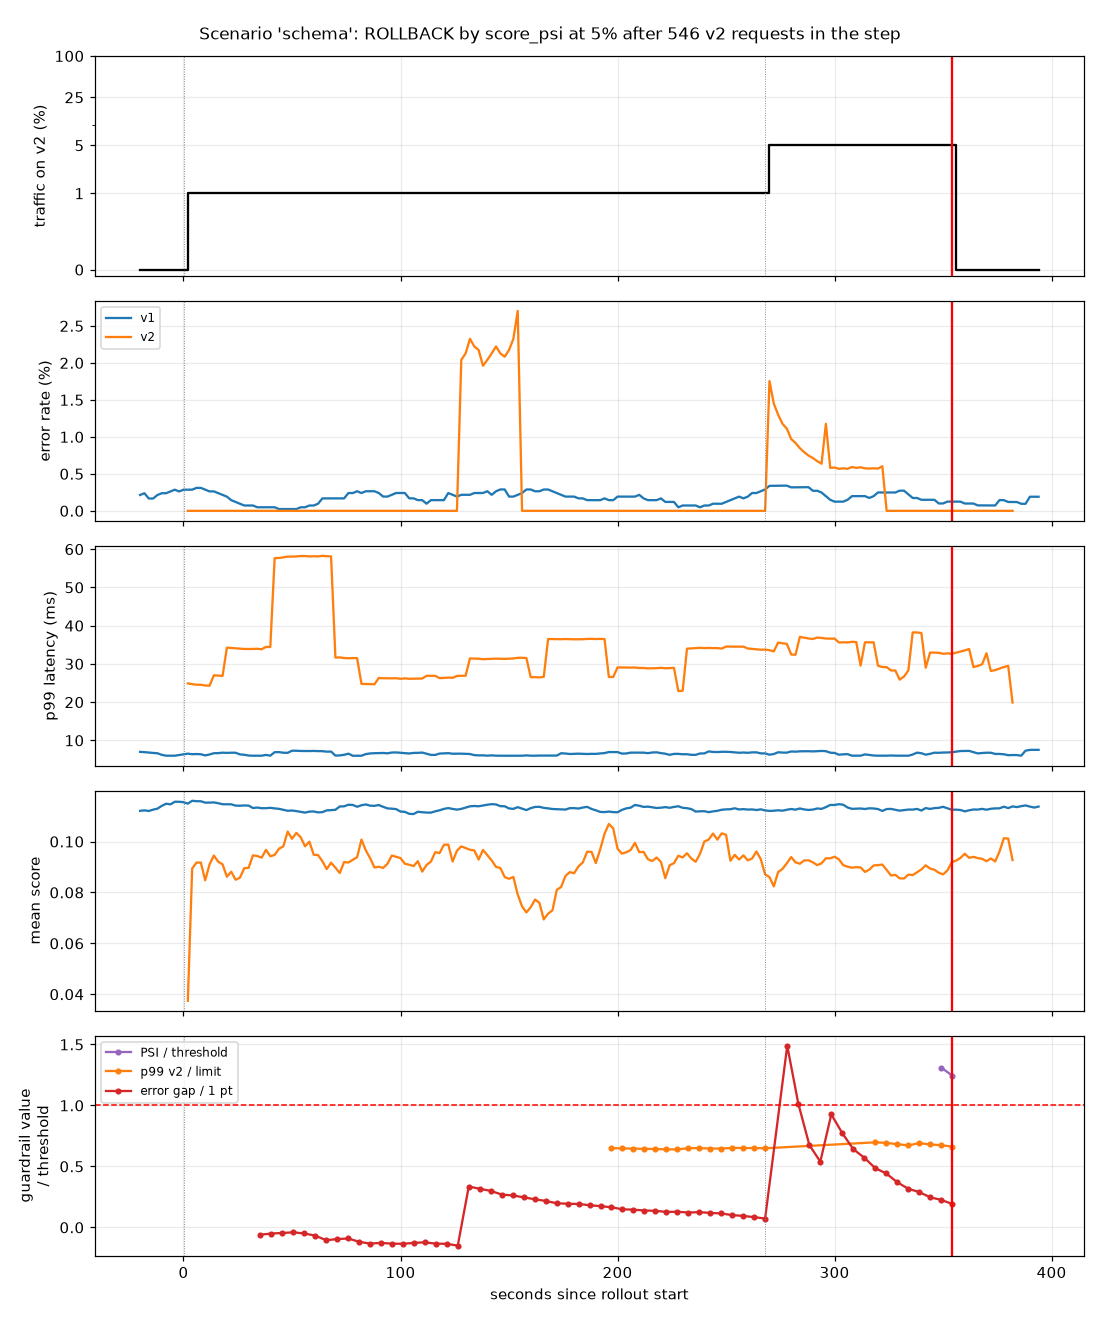 Scenario 'schema': ROLLBACK by score_psi at 5% after 546 v2 requests in the step
traffic on v2 (%)
100
25
5
1
0
error rate (%)
2.5
2.0
1.5
1.0
0.5
0.0
v1
v2
p99 latency (ms)
60
50
40
30
20
10
mean score
0.10
0.08
0.06
0.04
guardrail value
/ threshold
1.5
1.0
0.5
0.0
PSI / threshold
p99 v2 / limit
error gap / 1 pt
0
100
200
300
400
seconds since rollout start